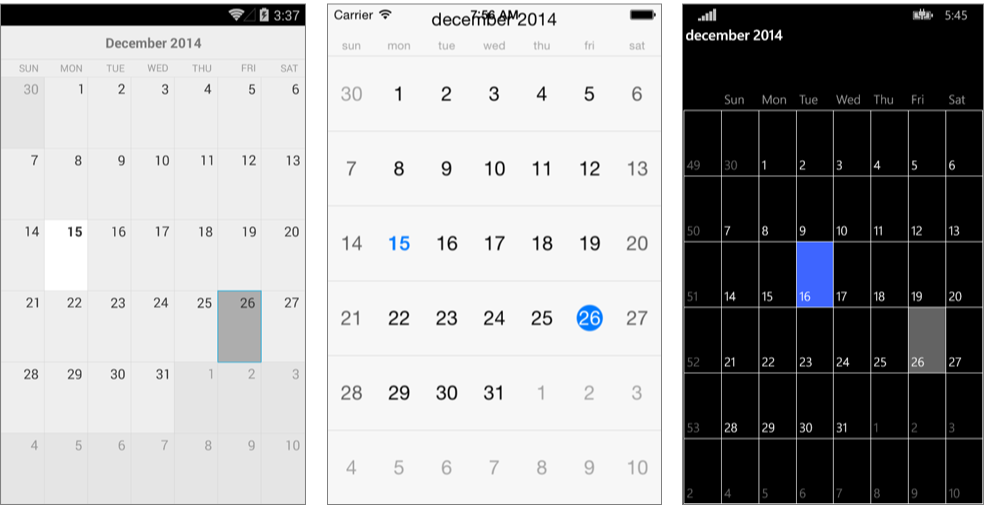 3:37
December 2014
SUN MON TUE WED THU FRI SAT
30 1 2 3 4 5 6
7 8 9 10 11 12 13
14 15 16 17 18 19 20
21 22 23 24 25 26 27
28 29 30 31 1 2 3
4 5 6 7 8 9 10
Carrier 7:56 AM
december 2014
sun mon tue wed thu fri sat
30 1 2 3 4 5 6
7 8 9 10 11 12 13
14 15 16 17 18 19 20
21 22 23 24 25 26 27
28 29 30 31 1 2 3
4 5 6 7 8 9 10
5:45
december 2014
Sun Mon Tue Wed Thu Fri Sat
49 30 1 2 3 4 5 6
50 7 8 9 10 11 12 13
51 14 15 16 17 18 19 20
52 21 22 23 24 25 26 27
53 28 29 30 31 1 2 3
2 4 5 6 7 8 9 10